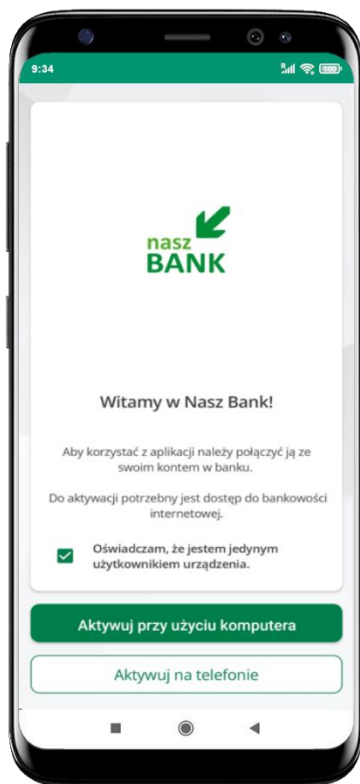 9:34
nasz
BANK
Witamy w Nasz Bank!
Aby korzystać z aplikacji należy połączyć ją ze
swoim kontem w banku.
Do aktywacji potrzebny jest dostęp do bankowości
internetowej.
Oświadczam, że jestem jedynym
użytkownikiem urządzenia.
Aktywuj przy użyciu komputera
Aktywuj na telefonie